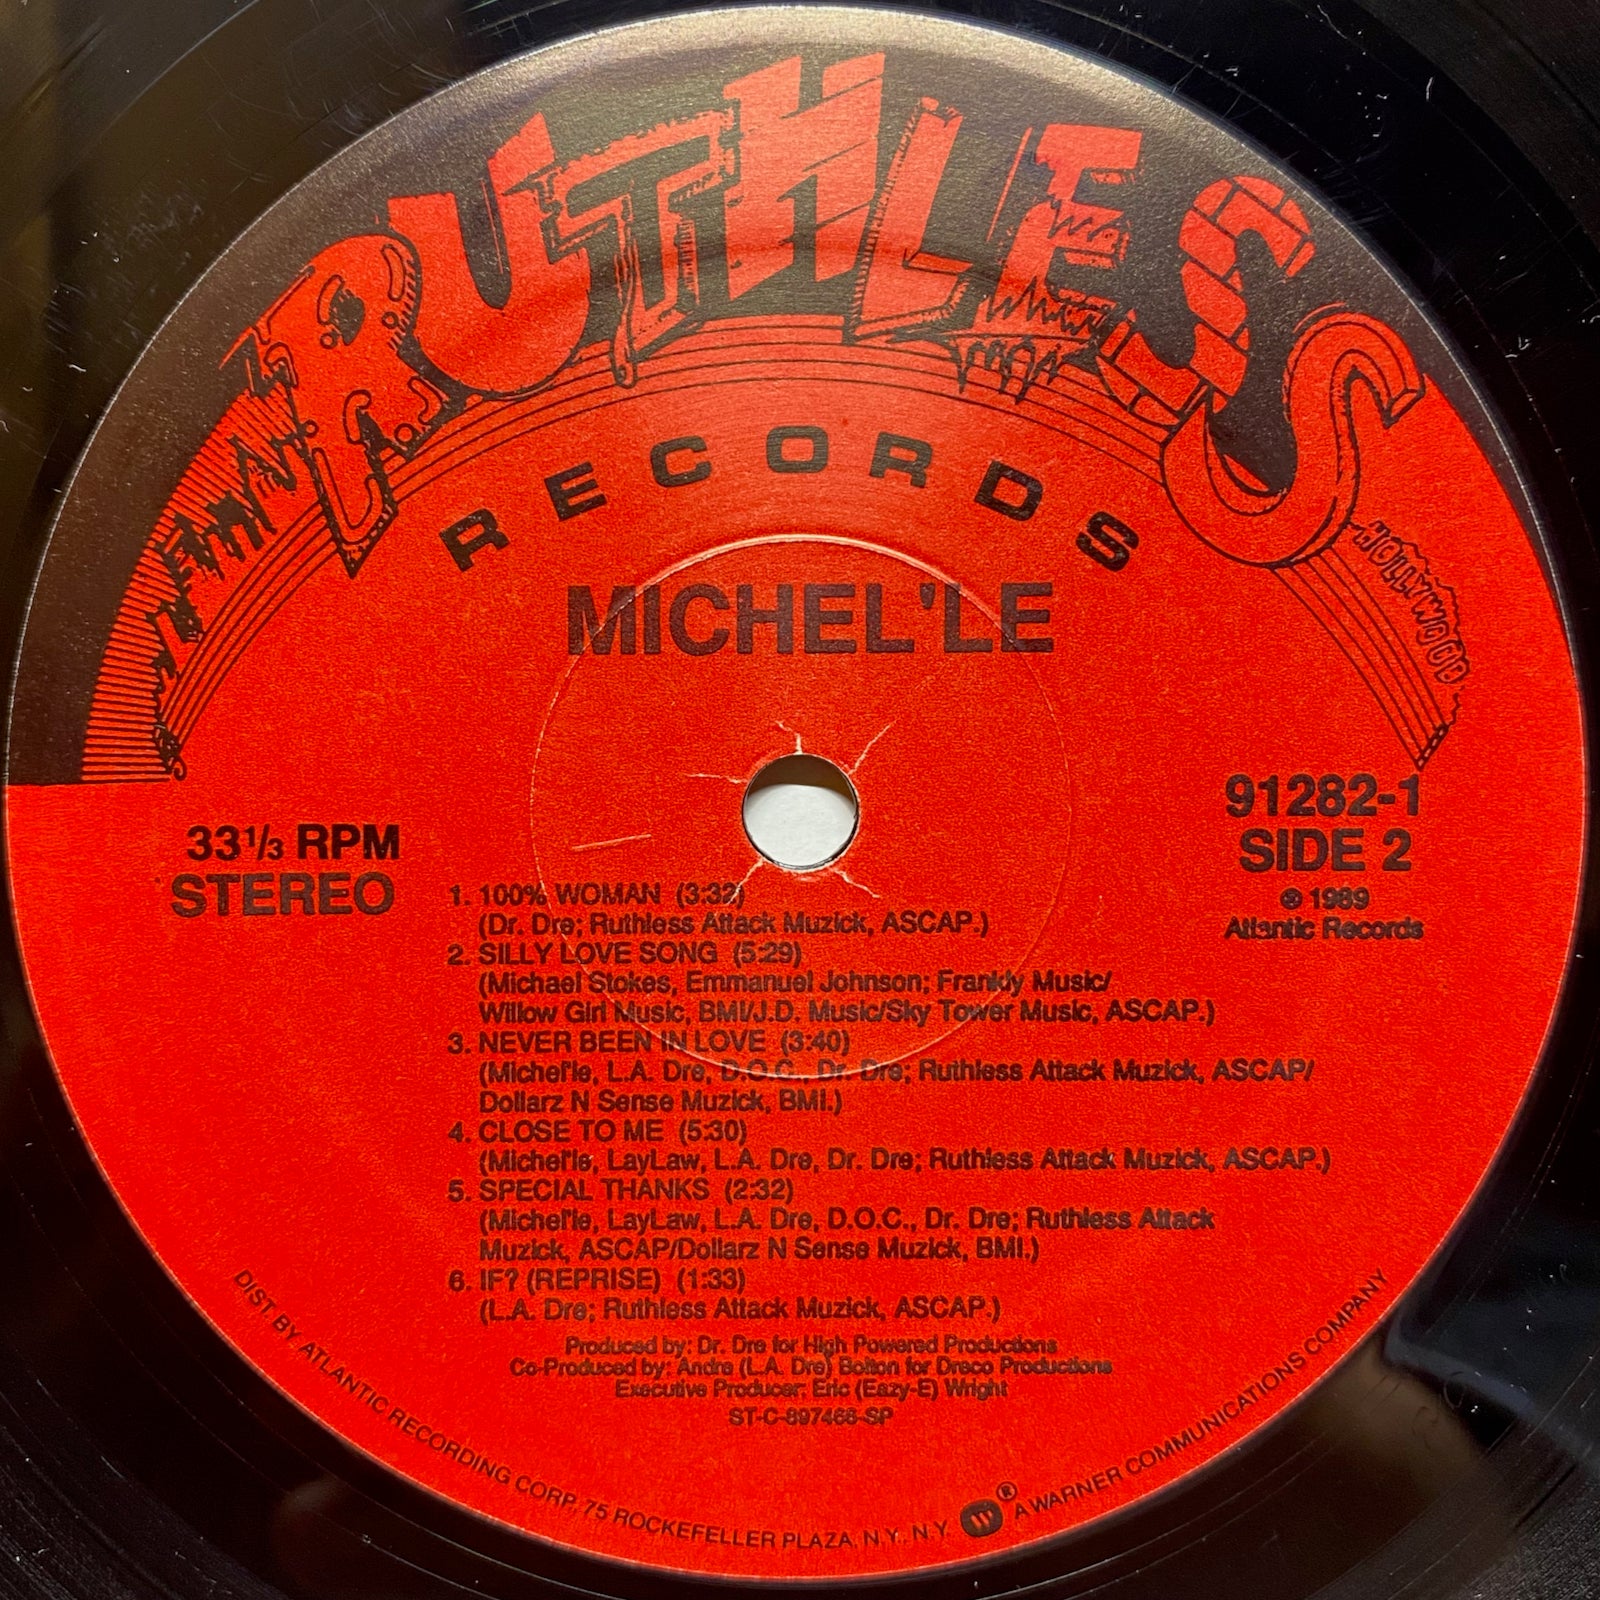 RUTHLESS
RECORDS
"HOLLYWOOD
MICHEL'LE
33⅓ RPM
STEREO
91282-1
SIDE 2
℗ 1989
Atlantic Records
1. 100% WOMAN (3:32)
(Dr. Dre; Ruthless Attack Muzick, ASCAP.)
2. SILLY LOVE SONG (5:29)
(Michael Stokes, Emmanuel Johnson; Frankly Music/
Willow Girl Music, BMI/J.D. Music/Sky Tower Music, ASCAP.)
3. NEVER BEEN IN LOVE (3:40)
(Michel'le, L.A. Dre, D.O.C., Dr. Dre; Ruthless Attack Muzick, ASCAP/
Dollarz N Sense Muzick, BMI.)
4. CLOSE TO ME (5:30)
(Michel'le, LayLaw, L.A. Dre, Dr. Dre; Ruthless Attack Muzick, ASCAP.)
5. SPECIAL THANKS (2:32)
(Michel'le, LayLaw, L.A. Dre, D.O.C., Dr. Dre; Ruthless Attack
Muzick, ASCAP/Dollarz N Sense Muzick, BMI.)
6. IF? (REPRISE) (1:33)
(L.A. Dre; Ruthless Attack Muzick, ASCAP.)
Produced by: Dr. Dre for High Powered Productions
Co-Produced by: Andre (L.A. Dre) Bolton for Dreco Productions
Executive Producer: Eric (Eazy-E) Wright
ST-C-897466-SP
DIST BY ATLANTIC RECORDING CORP. 75 ROCKEFELLER PLAZA, N.Y. N.Y. ® A WARNER COMMUNICATIONS COMPANY